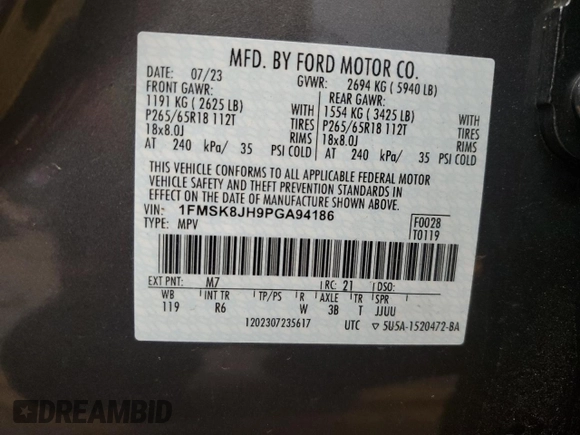 MFD. BY FORD MOTOR CO.
DATE: 07/23 GVWR: 2694 KG ( 5940 LB)
FRONT GAWR: REAR GAWR:
1191 KG ( 2625 LB) WITH 1554 KG ( 3425 LB) WITH
P265/65R18 112T TIRES P265/65R18 112T TIRES
18x8.0J RIMS 18x8.0J RIMS
AT 240 kPa/ 35 PSI COLD AT 240 kPa/ 35 PSI COLD
THIS VEHICLE CONFORMS TO ALL APPLICABLE FEDERAL MOTOR
VEHICLE SAFETY AND THEFT PREVENTION STANDARDS IN
EFFECT ON THE DATE OF MANUFACTURE SHOWN ABOVE.
VIN: 1FMSK8JH9PGA94186 F0028
TYPE: MPV T0119
EXT PNT: M7 RC: 21 DSO:
WB INT TR TP/PS R AXLE TR SPR
119 R6 W 3B T JJUU
1202307235617 UTC ▽ 5U5A-1520472-BA
DREAMBID